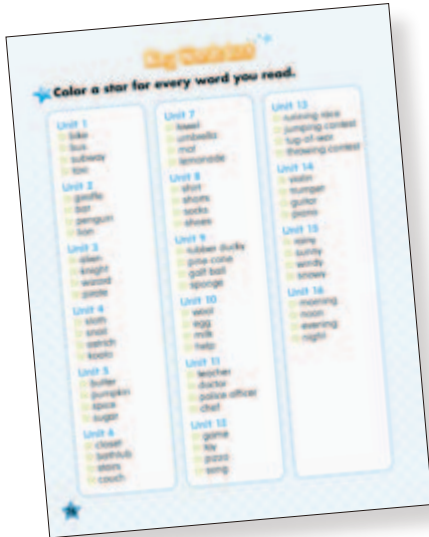 Color a star for every word you read.
Unit 1
bike
bus
subway
taxi
Unit 2
giraffe
bat
penguin
lion
Unit 3
alien
knight
wizard
pirate
Unit 4
sloth
snail
ostrich
koala
Unit 5
butter
pumpkin
spice
sugar
Unit 6
closet
bathtub
stairs
couch
Unit 7
towel
umbrella
mat
lemonade
Unit 8
shirt
shorts
socks
shoes
Unit 9
rubber ducky
pine cone
golf ball
sponge
Unit 10
wool
egg
milk
help
Unit 11
teacher
doctor
police officer
chef
Unit 12
game
toy
pizza
song
Unit 13
running race
jumping contest
tug-of-war
throwing contest
Unit 14
violin
trumpet
guitar
piano
Unit 15
rainy
sunny
windy
snowy
Unit 16
morning
noon
evening
night